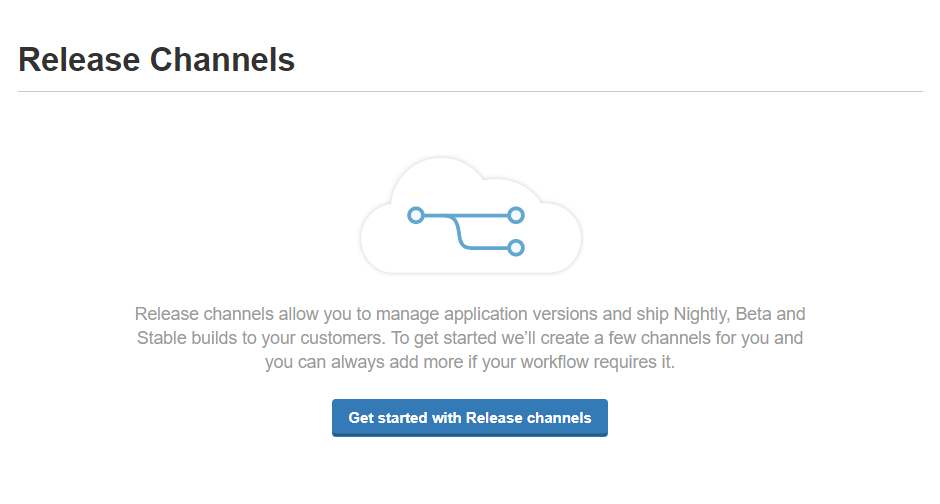 Release Channels
Release channels allow you to manage application versions and ship Nightly, Beta and
Stable builds to your customers. To get started we’ll create a few channels for you and
you can always add more if your workflow requires it.
Get started with Release channels